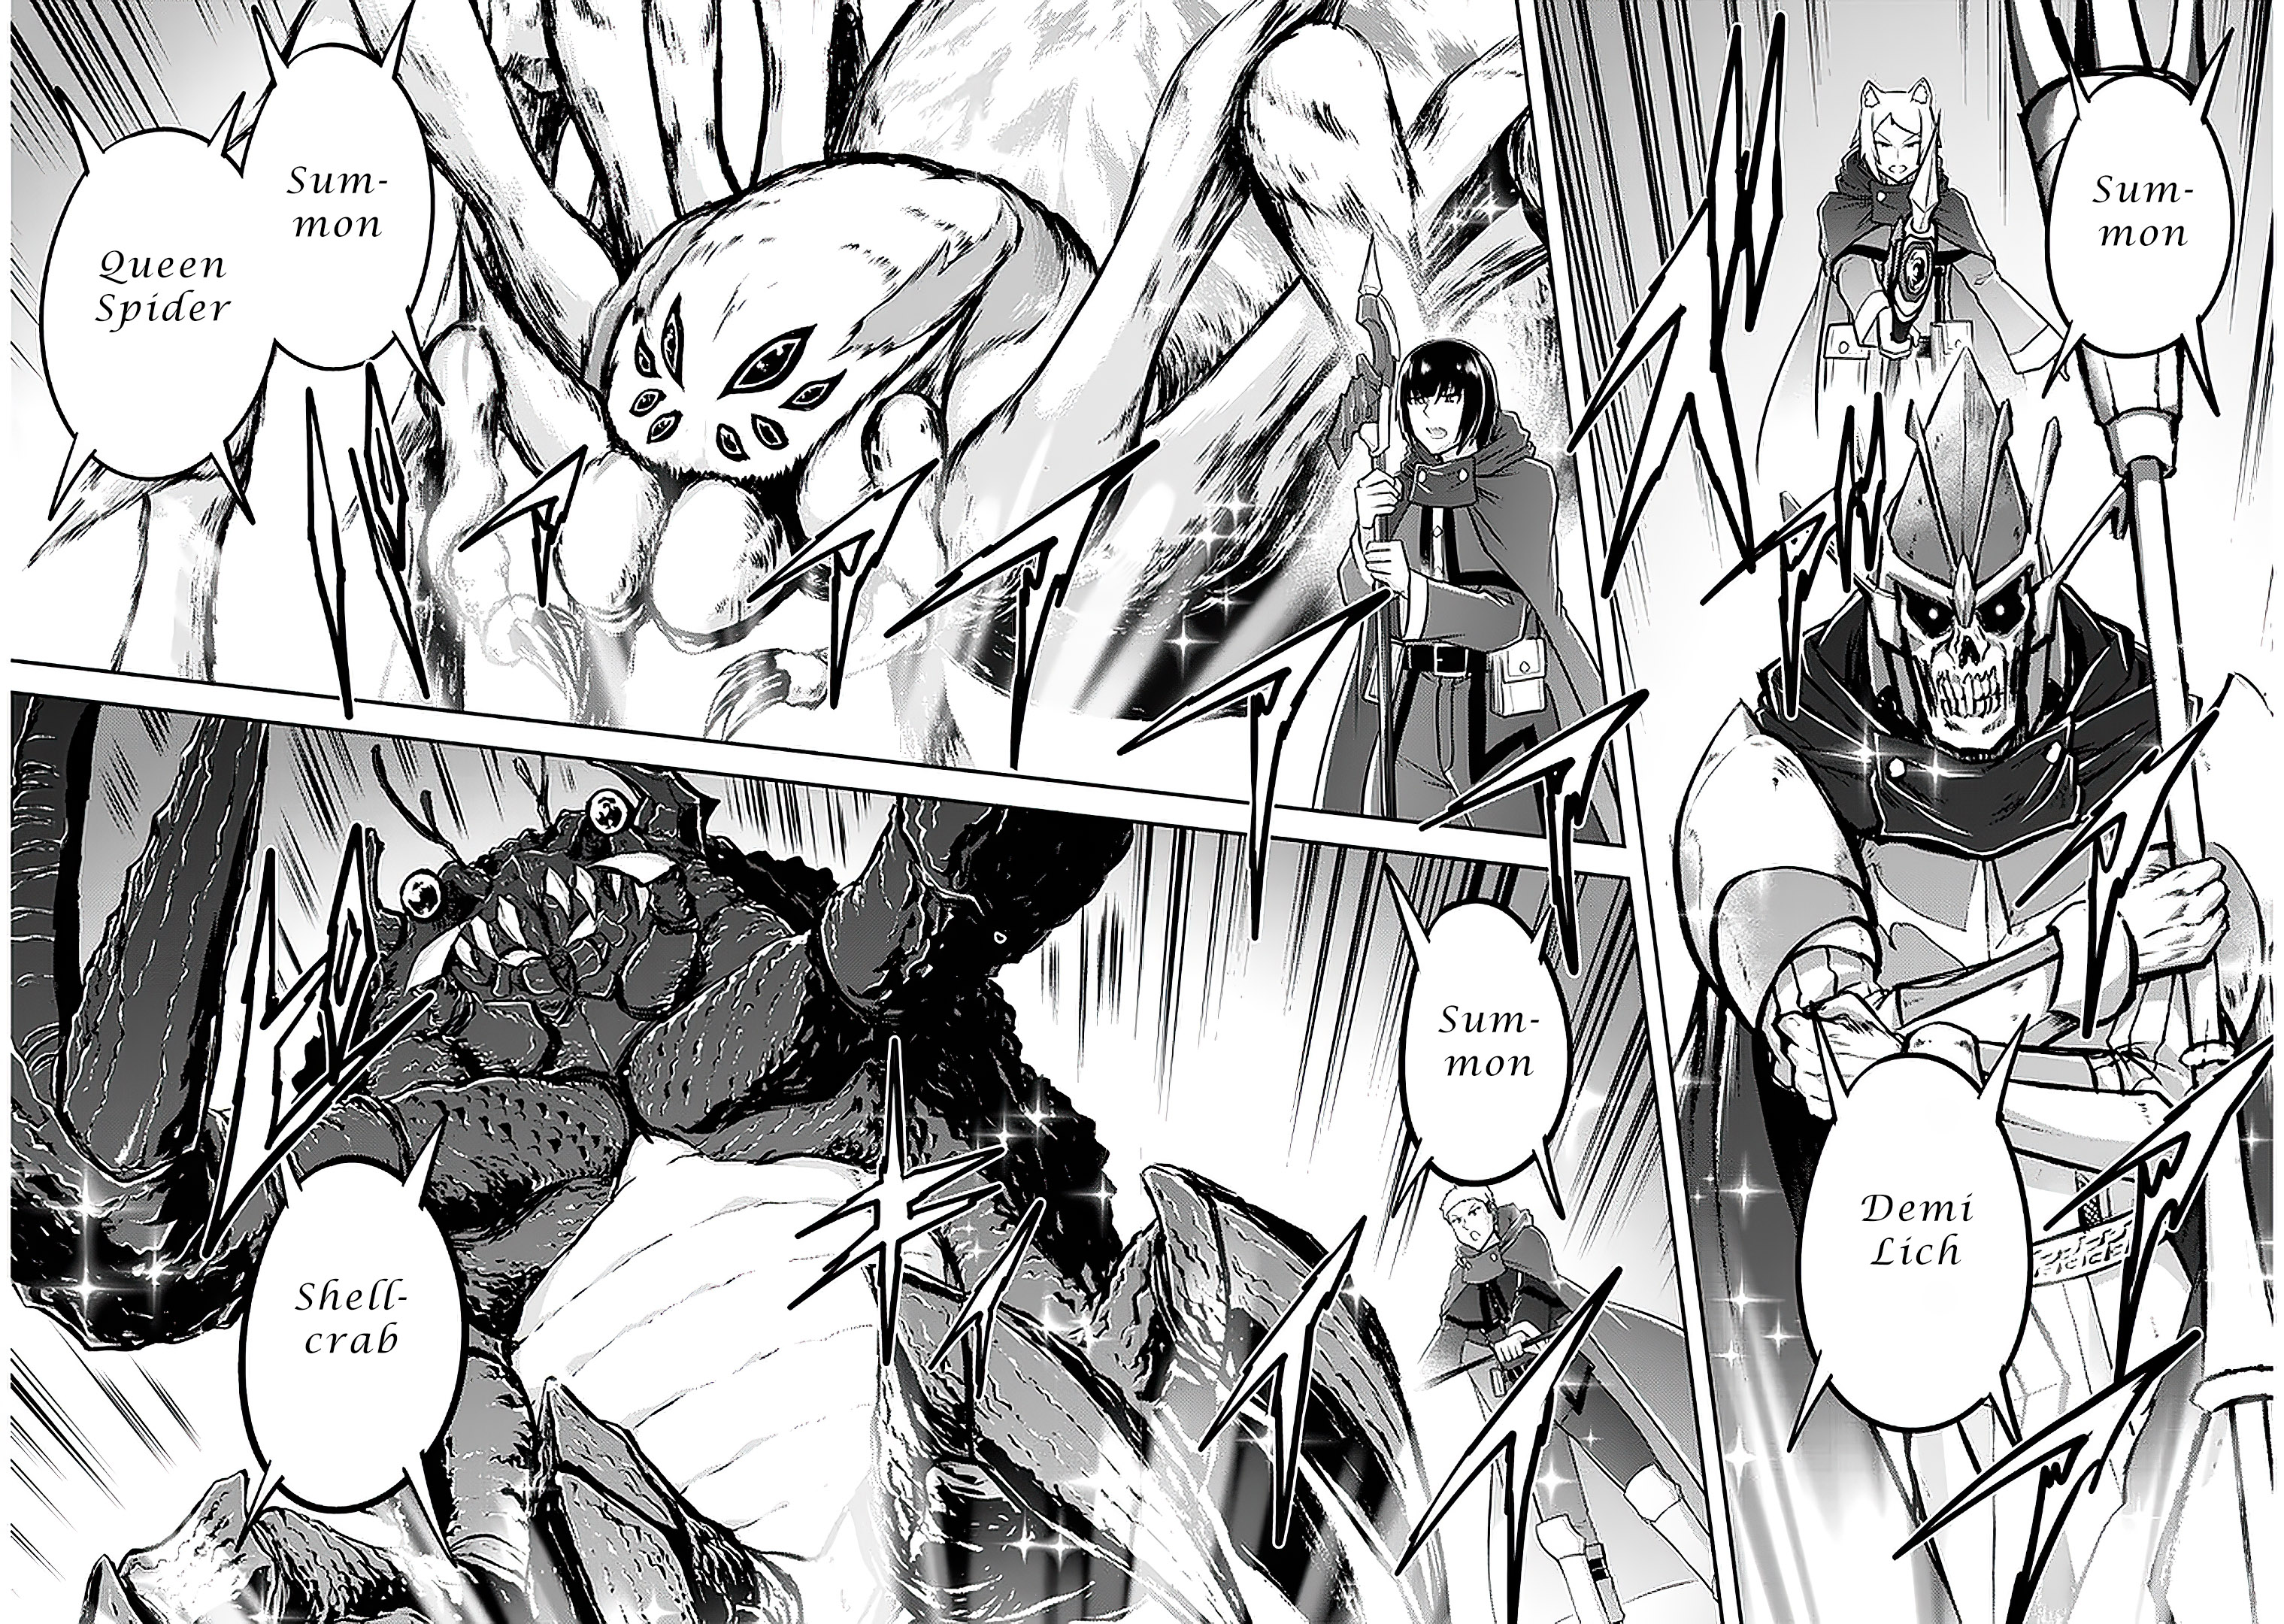 Sum-
mon
Demi
Lich
Sum-
mon
Queen
Spider
Sum-
mon
Shell-
crab